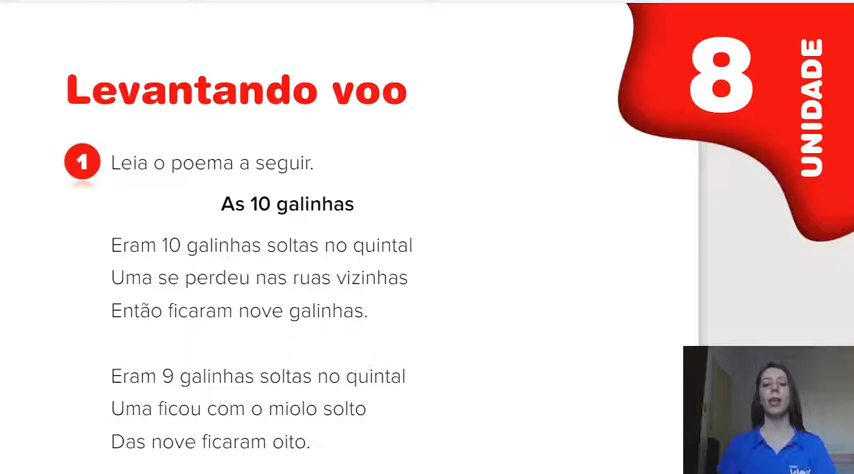 Levantando voo
8
UNIDADE
1 Leia o poema a seguir.
As 10 galinhas
Eram 10 galinhas soltas no quintal
Uma se perdeu nas ruas vizinhas
Então ficaram nove galinhas.
Eram 9 galinhas soltas no quintal
Uma ficou com o miolo solto
Das nove ficaram oito.